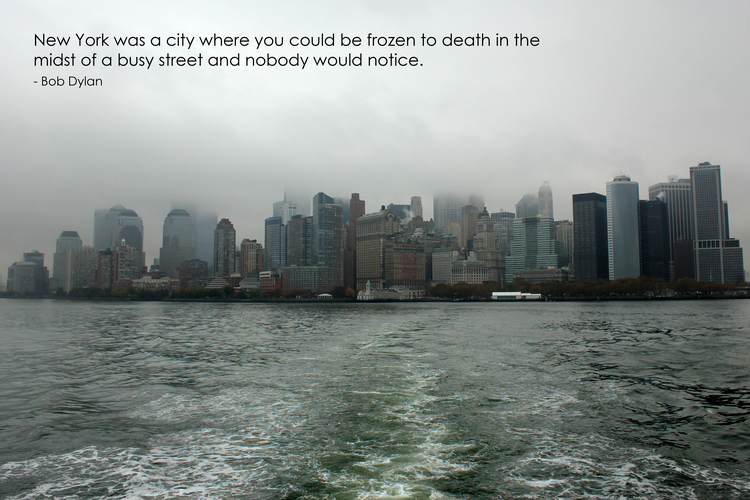 New York was a city where you could be frozen to death in the
midst of a busy street and nobody would notice.
- Bob Dylan